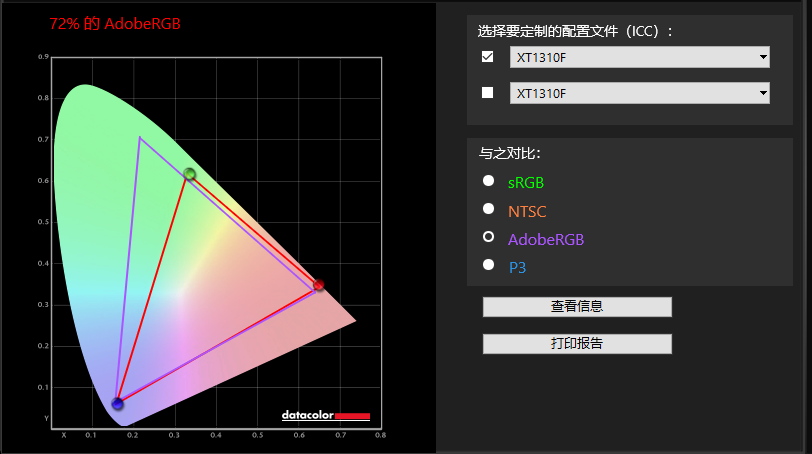 72% 的 AdobeRGB
选择要定制的配置文件（ICC）：
XT1310F
XT1310F
与之对比:
sRGB
NTSC
AdobeRGB
P3
查看信息
打印报告
0.9
0.8
0.7
0.6
0.5
0.4
0.3
0.2
0.1
Y
datacolor
X 0.1 0.2 0.3 0.4 0.5 0.6 0.7 0.8